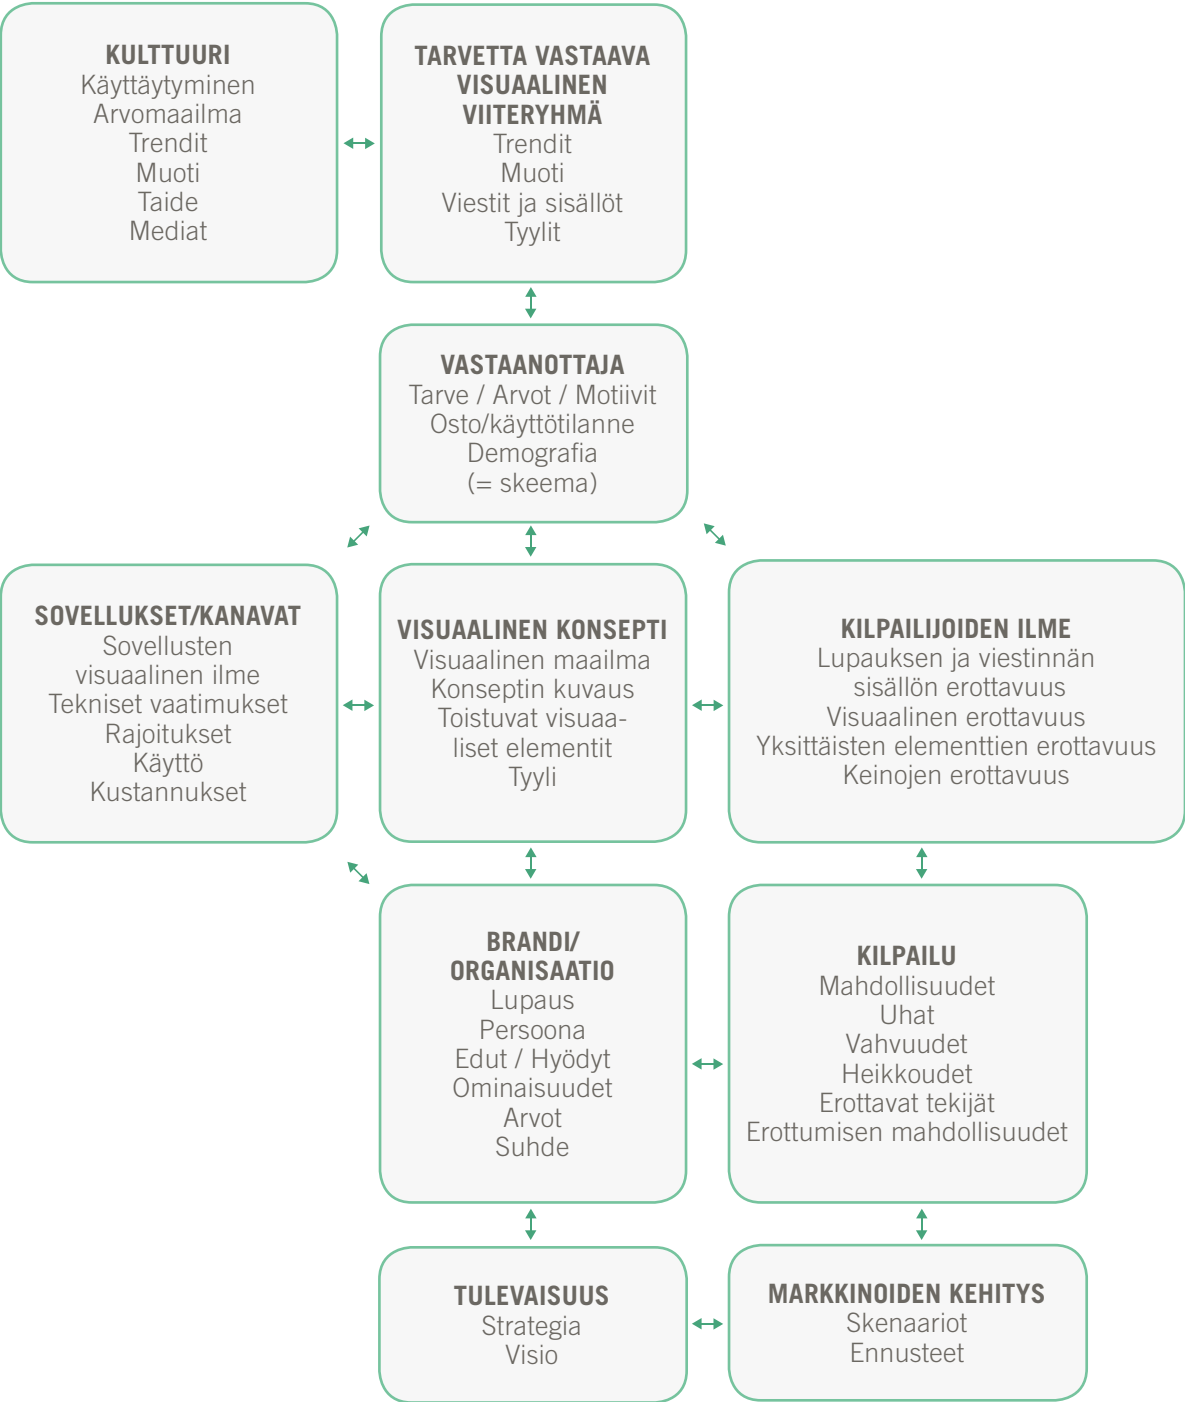 KULTTUURI
Käyttäytyminen
Arvomaailma
Trendit
Muoti
Taide
Mediat
TARVETTA VASTAAVA
VISUAALINEN
VIITERYHMÄ
Trendit
Muoti
Viestit ja sisällöt
Tyylit
VASTAANOTTAJA
Tarve / Arvot / Motiivit
Osto/käyttötilanne
Demografia
(= skeema)
SOVELLUKSET/KANAVAT
Sovellusten
visuaalinen ilme
Tekniset vaatimukset
Rajoitukset
Käyttö
Kustannukset
VISUAALINEN KONSEPTI
Visuaalinen maailma
Konseptin kuvaus
Toistuvat visuaa-
liset elementit
Tyyli
KILPAILIJOIDEN ILME
Lupauksen ja viestinnän
sisällön erottavuus
Visuaalinen erottavuus
Yksittäisten elementtien erottavuus
Keinojen erottavuus
BRANDI/
ORGANISAATIO
Lupaus
Persoona
Edut / Hyödyt
Ominaisuudet
Arvot
Suhde
KILPAILU
Mahdollisuudet
Uhat
Vahvuudet
Heikkoudet
Erottavat tekijät
Erottumisen mahdollisuudet
TULEVAISUUS
Strategia
Visio
MARKKINOIDEN KEHITYS
Skenaariot
Ennusteet